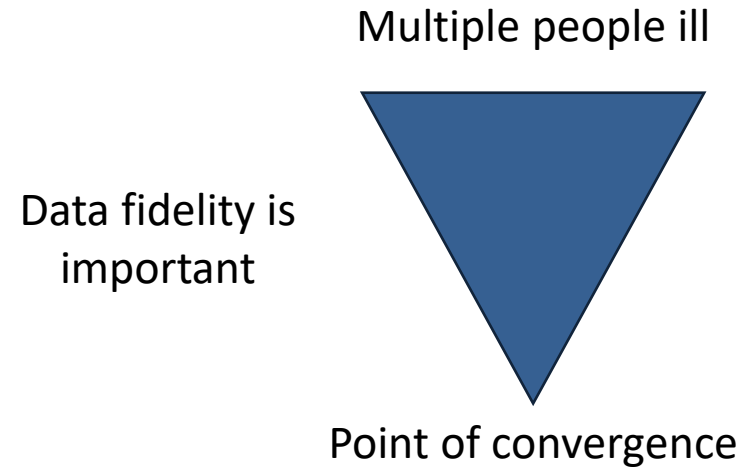 Multiple people ill
Data fidelity is
important
Point of convergence